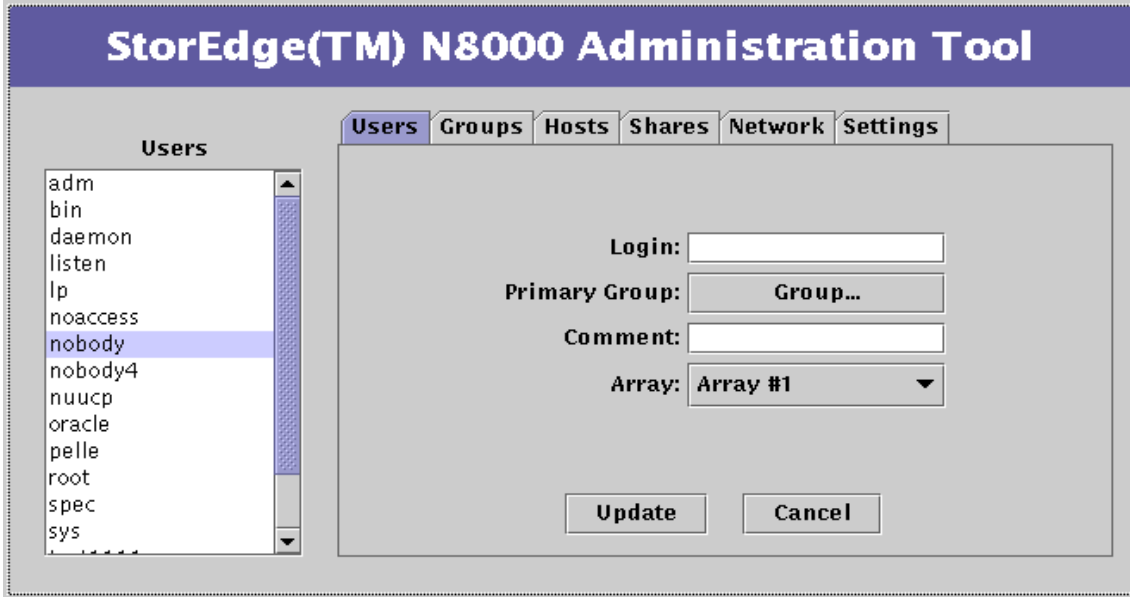 StorEdge(TM) N8000 Administration Tool
Users Groups Hosts Shares Network Settings
Users
adm
bin
daemon
listen
lp
noaccess
nobody
nobody4
nuucp
oracle
pelle
root
spec
sys
Login:
Primary Group: Group...
Comment:
Array: Array #1
Update Cancel